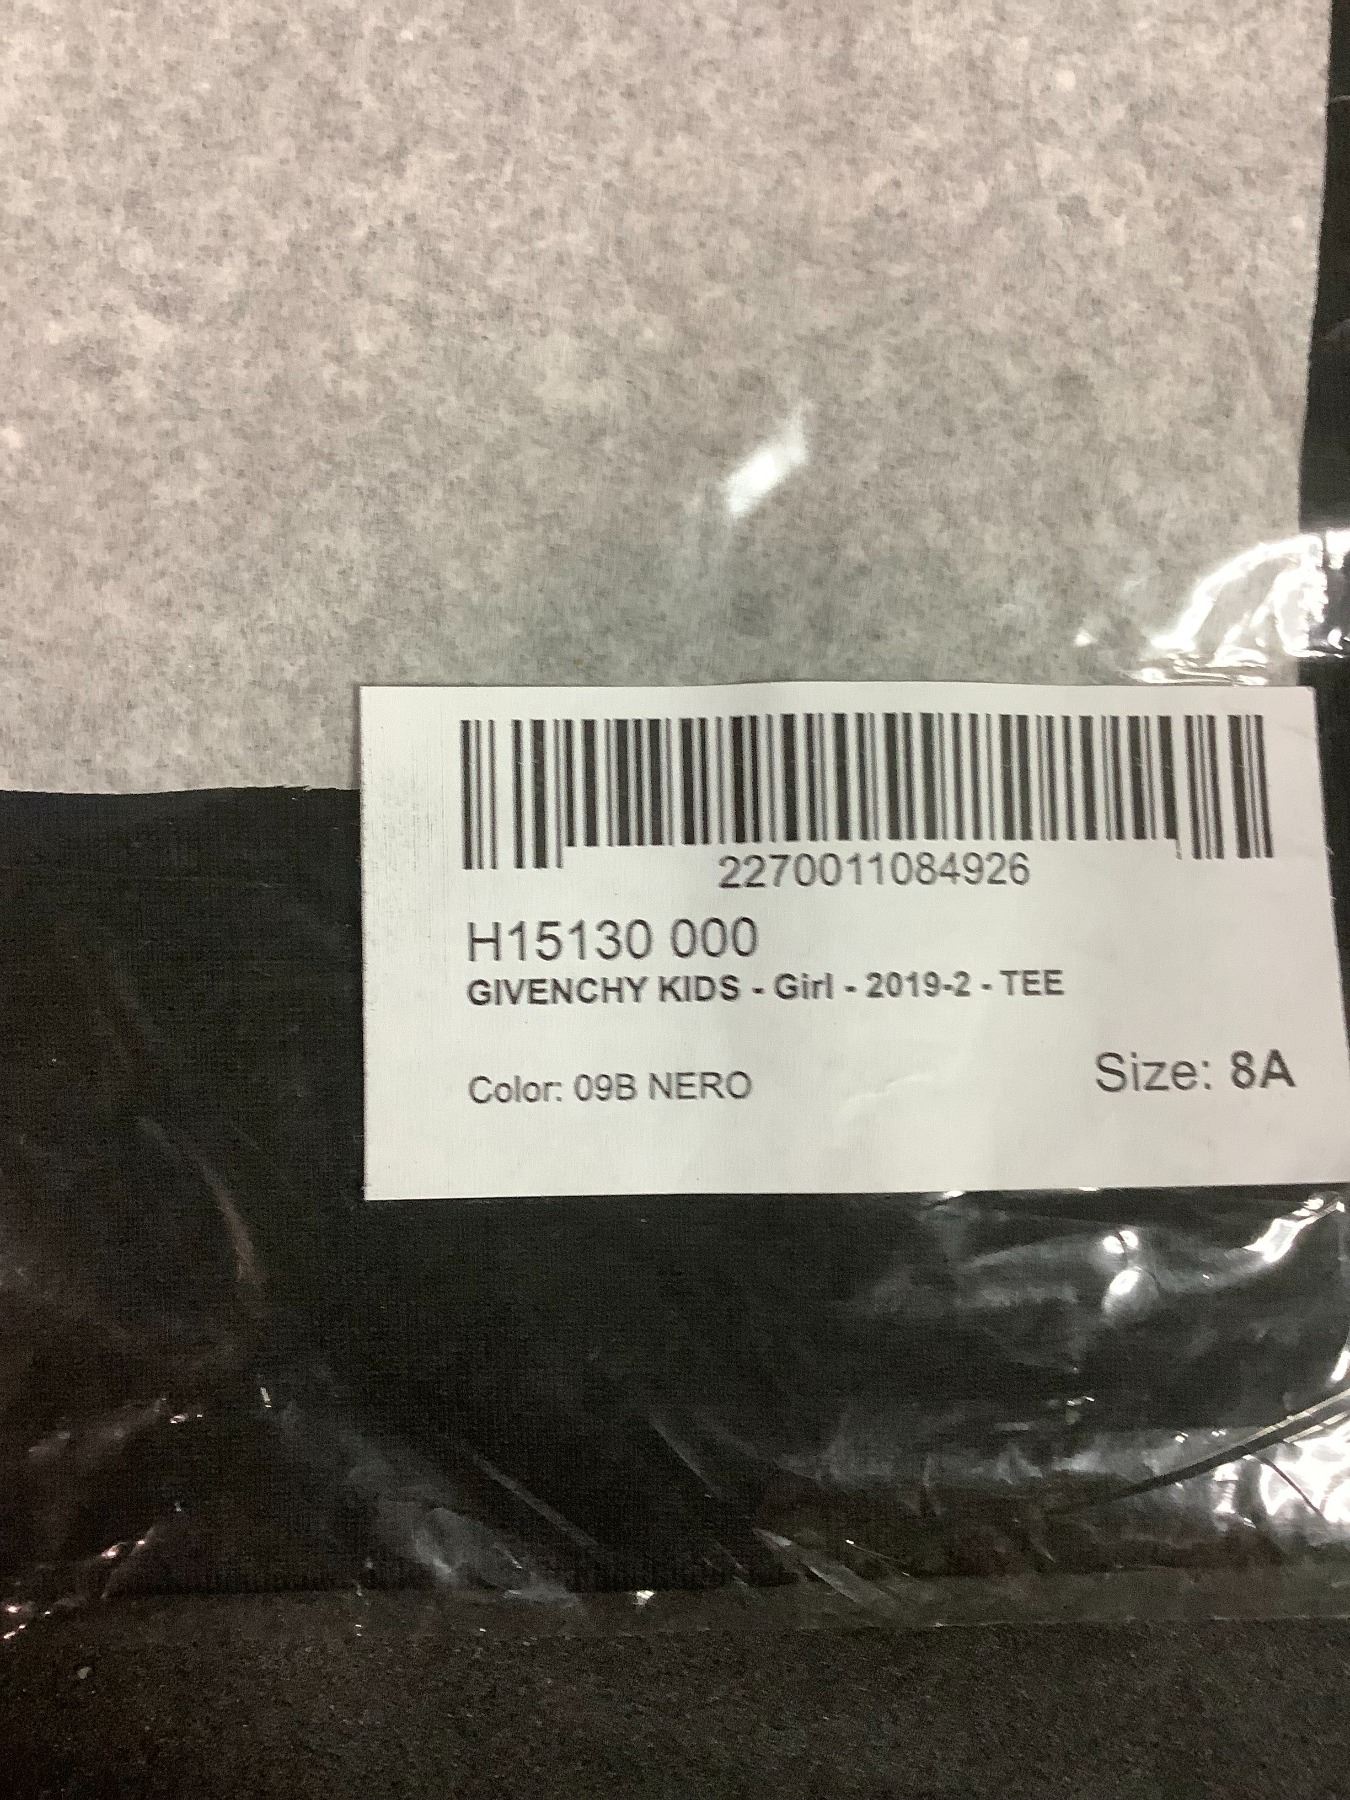 2270011084926
H15130 000
GIVENCHY KIDS - Girl - 2019-2 - TEE
Color: 09B NERO
Size: 8A